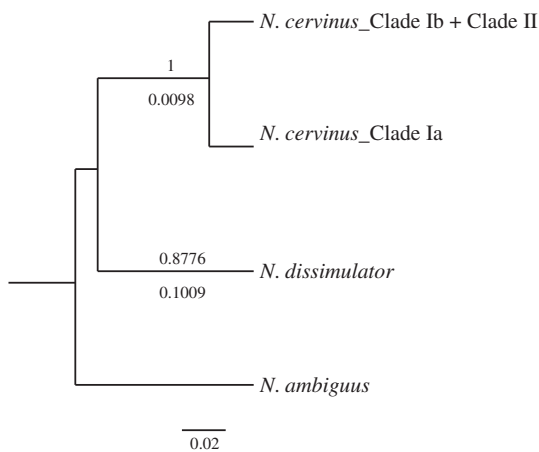 N. cervinus_Clade Ib + Clade II
1
0.0098
N. cervinus_Clade Ia
0.8776
N. dissimulator
0.1009
N. ambiguus
0.02